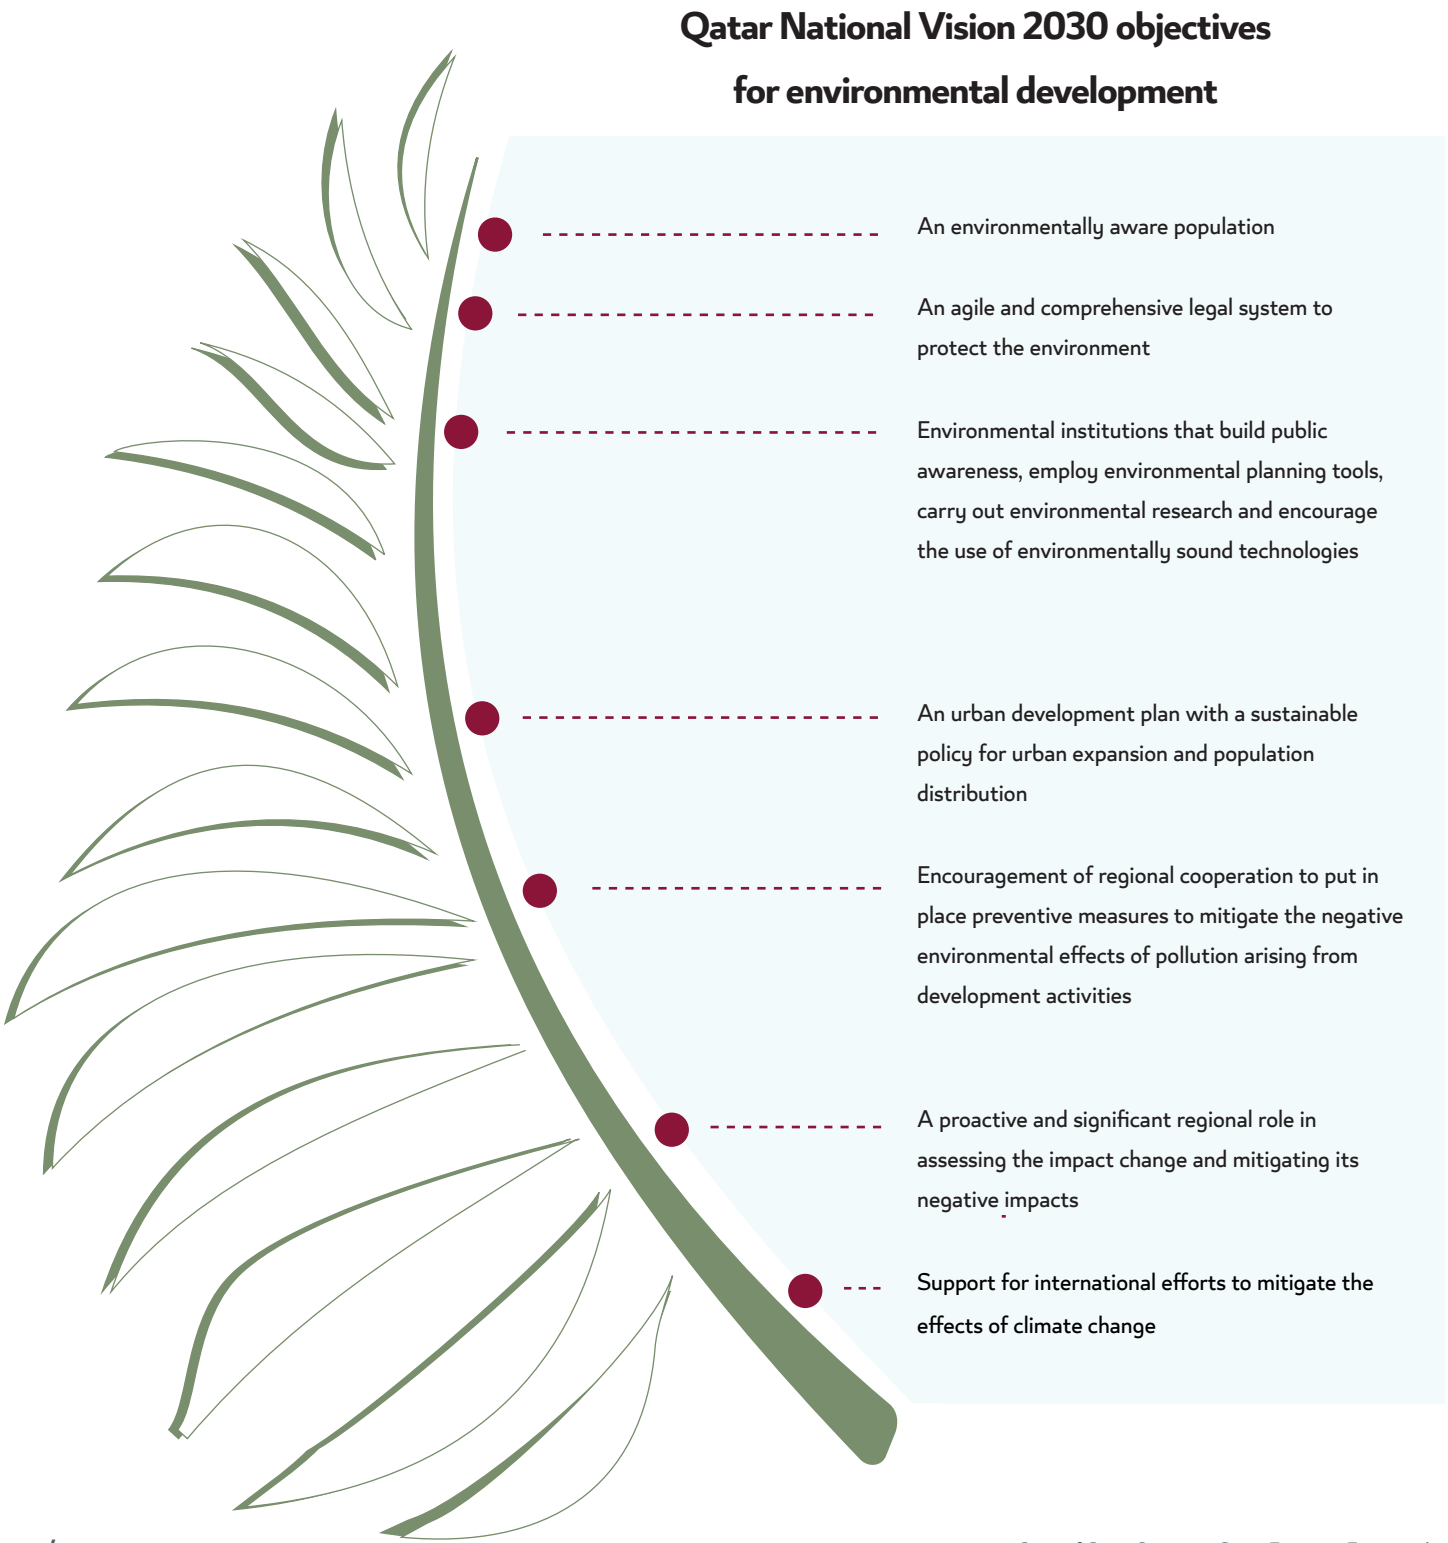 Qatar National Vision 2030 objectives
for environmental development
An environmentally aware population
An agile and comprehensive legal system to
protect the environment
Environmental institutions that build public
awareness, employ environmental planning tools,
carry out environmental research and encourage
the use of environmentally sound technologies
An urban development plan with a sustainable
policy for urban expansion and population
distribution
Encouragement of regional cooperation to put in
place preventive measures to mitigate the negative
environmental effects of pollution arising from
development activities
A proactive and significant regional role in
assessing the impact change and mitigating its
negative impacts
Support for international efforts to mitigate the
effects of climate change